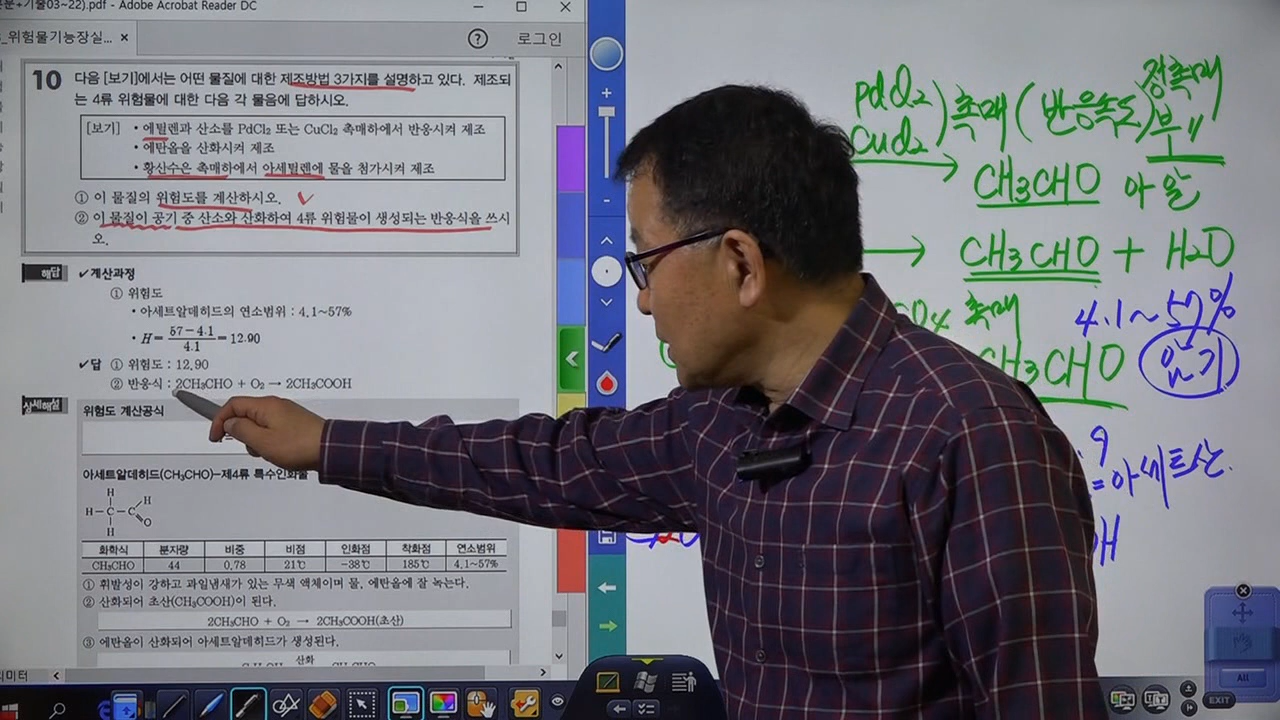 문+기출03~22).pdf - Adobe Acrobat Reader DC
_위험물기능장실... ×
로그인
10 다음 [보기]에서는 어떤 물질에 대한 제조방법 3가지를 설명하고 있다. 제조되
는 4류 위험물에 대한 다음 각 물음에 답하시오.
[보기] • 에틸렌과 산소를 PdCl₂ 또는 CuCl₂ 촉매하에서 반응시켜 제조
• 에탄올을 산화시켜 제조
• 황산수은 촉매하에서 아세틸렌에 물을 첨가시켜 제조
① 이 물질의 위험도를 계산하시오.
② 이 물질이 공기 중 산소와 산화하여 4류 위험물이 생성되는 반응식을 쓰시
오.
해답 ✔계산과정
① 위험도
• 아세트알데히드의 연소범위 : 4.1~57%
• H = 57-4.1 / 4.1 = 12.90
✔답 ① 위험도 : 12.90
② 반응식 : 2CH₃CHO + O₂ → 2CH₃COOH
상세해설 위험도 계산공식
아세트알데히드(CH₃CHO)-제4류 특수인화물
H H
H-C-C
H O
화학식 분자량 비중 비점 인화점 착화점 연소범위
CH₃CHO 44 0.78 21℃ -38℃ 185℃ 4.1~57%
① 휘발성이 강하고 과일냄새가 있는 무색 액체이며 물, 에탄올에 잘 녹는다.
② 산화되어 초산(CH₃COOH)이 된다.
2CH₃CHO + O₂ → 2CH₃COOH(초산)
③ 에탄올이 산화되어 아세트알데히드가 생성된다.
산화
PdCl₂
CuCl₂ ) 촉매 (반응속도) 정촉매
부 〃
→ CH₃CHO 아알
→ CH₃CHO + H₂O
촉매 4.1~57%
CH₃CHO 암기
9
=아세트산.
All
EXIT